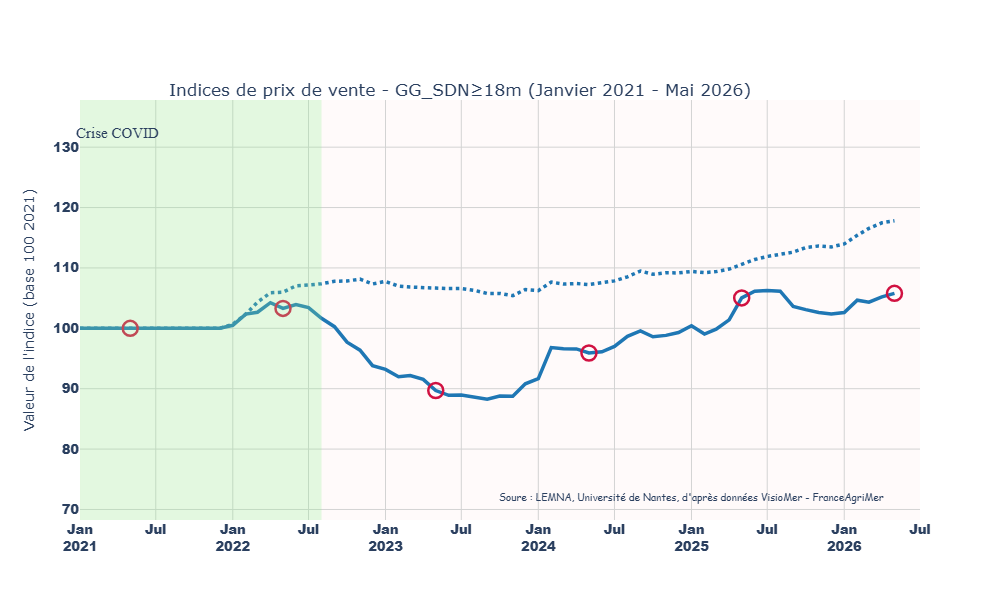 Indices de prix de vente - GG_SDN≥18m (Janvier 2021 - Mai 2026)
Crise COVID
Valeur de l'Indice (base 100 2021)
130
120
110
100
90
80
70
Soure : LEMNA, Université de Nantes, d'après données VisioMer - FranceAgriMer
Jan Jul Jan Jul Jan Jul Jan Jul Jan Jul Jan Jul
2021 2022 2023 2024 2025 2026